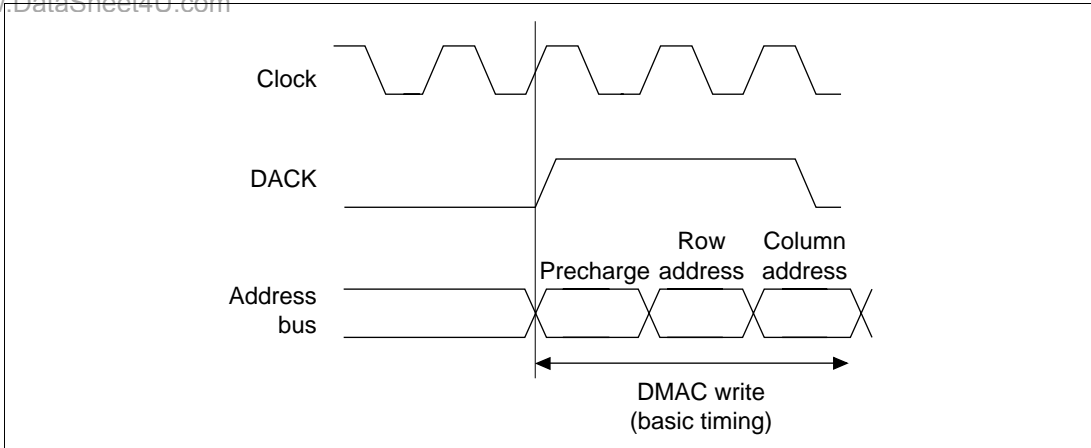 .DataSheet4U.com
Clock
DACK
Row Column
Precharge address address
Address
bus
DMAC write
(basic timing)